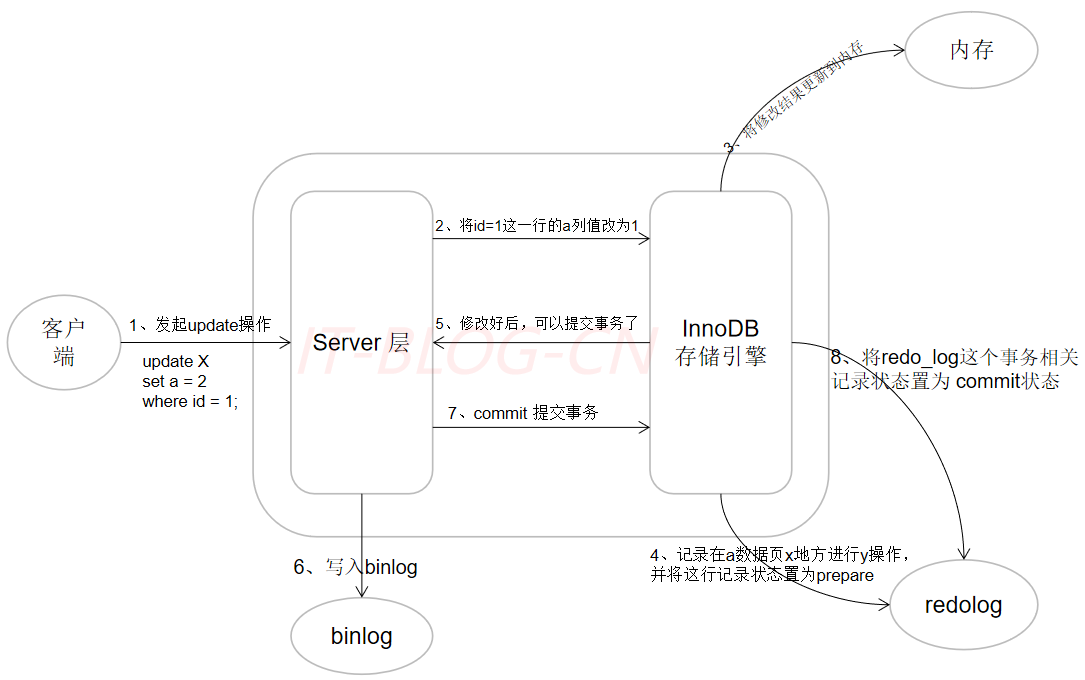 内存
3、将修改结果更新到内存
2、将id=1这一行的a列值改为1
客户
端
1、发起update操作
update X
set a = 2
where id = 1;
Server 层
5、修改好后，可以提交事务了
IT-BLOG-CN
InnoDB
存储引擎
8、将redo_log这个事务相关
记录状态置为 commit状态
7、commit 提交事务
6、写入binlog
4、记录在a数据页x地方进行y操作，
并将这行记录状态置为prepare
binlog
redolog